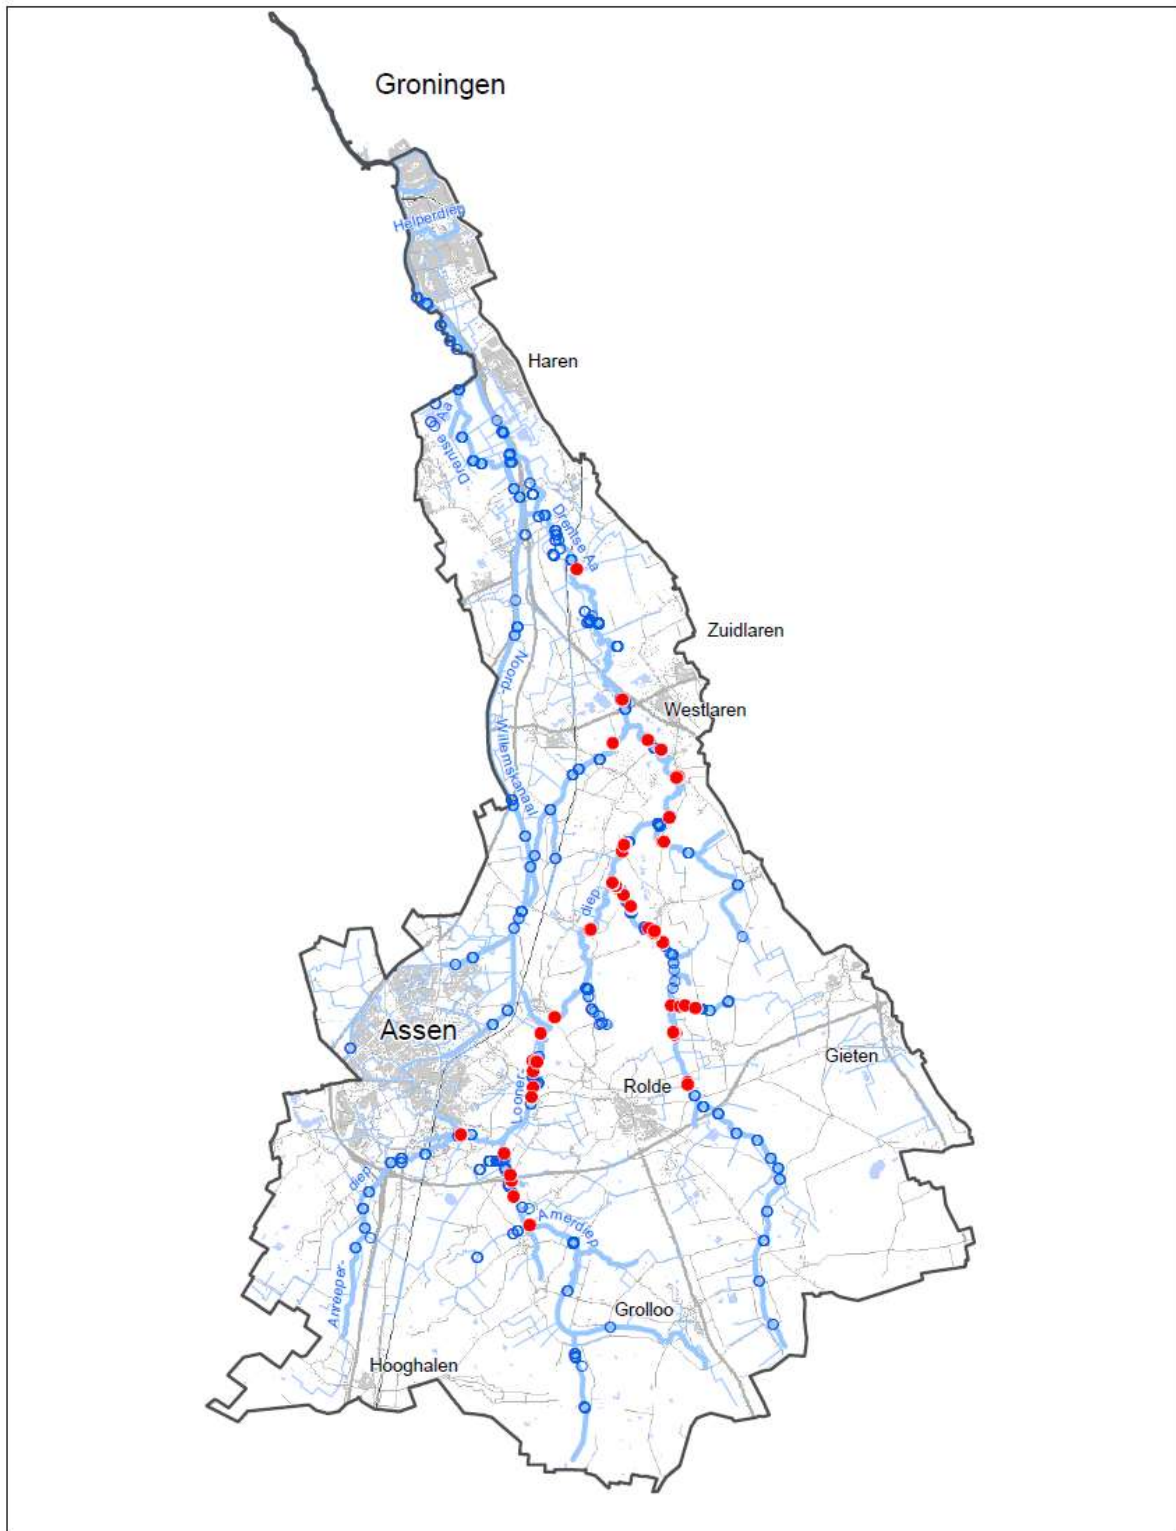 Groningen
Helperdiep
Haren
Drentse Aa
Drentse Aa
Zuidlaren
Noord-
Westlaren
Willemskanaal
diep
Assen
Gieten
Looner-
Rolde
diep
Amerdiep
Anreeper-
Grolloo
Hooghalen